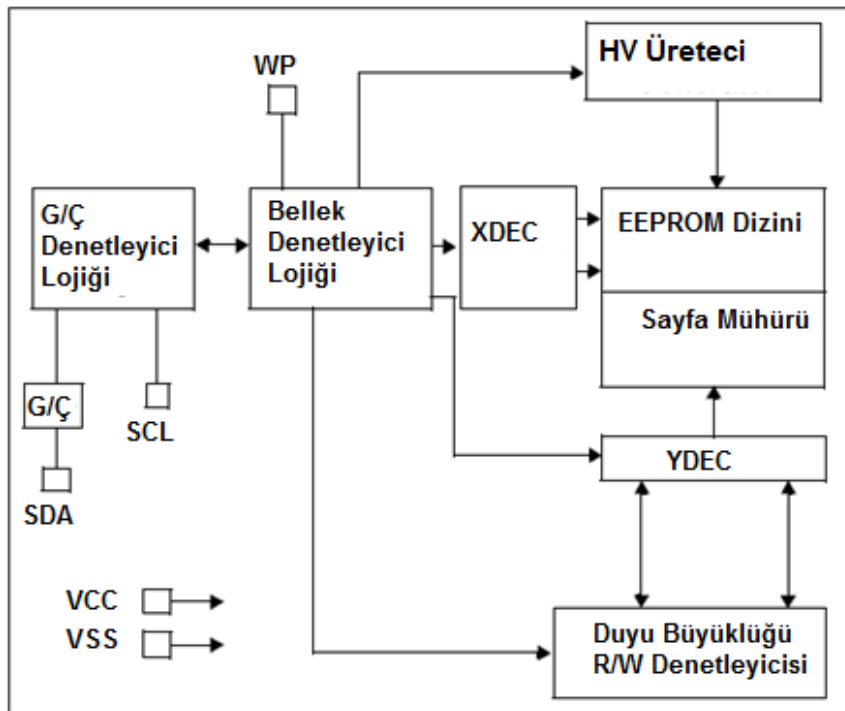 HV Üreteci
WP
G/Ç
Denetleyici
Lojiği
Bellek
Denetleyici
Lojiği
XDEC
EEPROM Dizini
Sayfa Mühürü
G/Ç
SCL
SDA
YDEC
VCC
VSS
Duyu Büyüklüğü
R/W Denetleyicisi